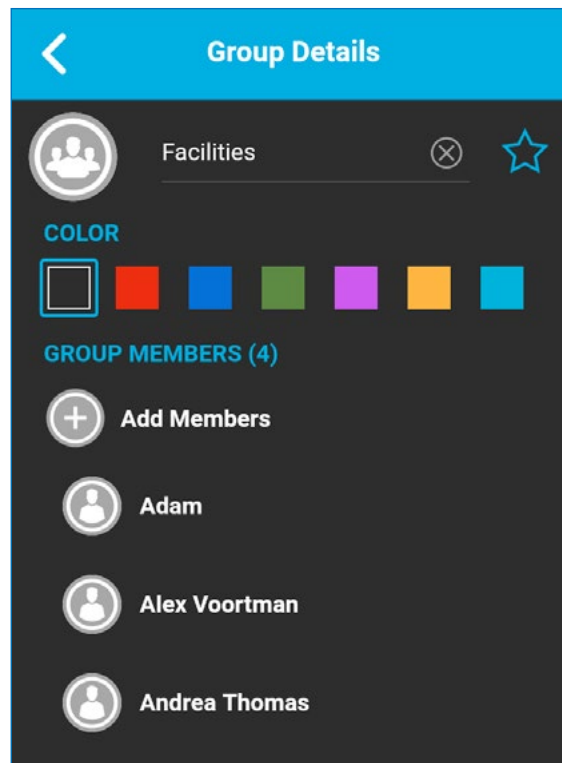 Group Details
Facilities
COLOR
GROUP MEMBERS (4)
Add Members
Adam
Alex Voortman
Andrea Thomas